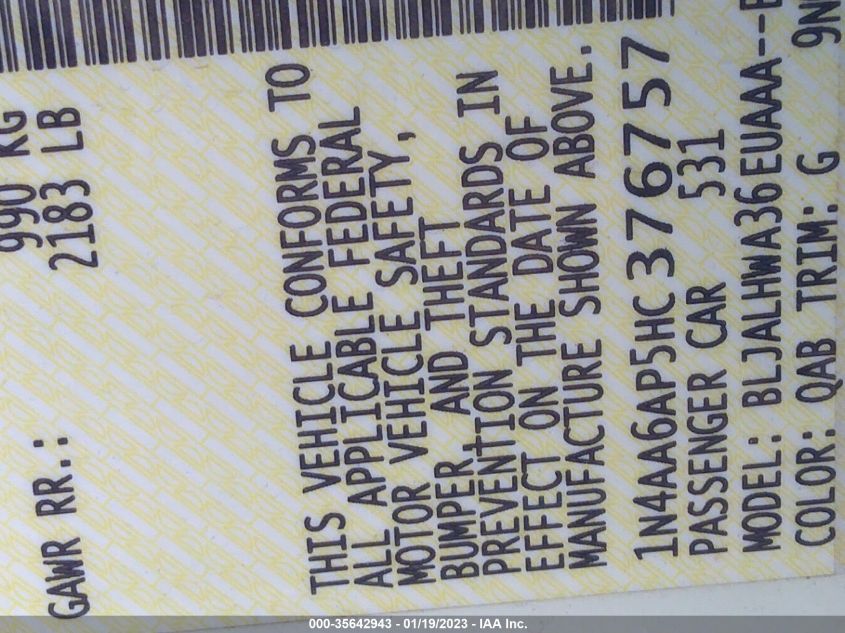 990 KG
GAWR RR.: 2183 LB
THIS VEHICLE CONFORMS TO
ALL APPLICABLE FEDERAL
MOTOR VEHICLE SAFETY,
BUMPER, AND THEFT
PREVENTION STANDARDS IN
EFFECT ON THE DATE OF
MANUFACTURE SHOWN ABOVE.
1N4AA6AP5HC376757
PASSENGER CAR 531
MODEL: BLJALHWA36EUAAA--
COLOR: QAB TRIM: G
000-35642943 - 01/19/2023 - IAA Inc.